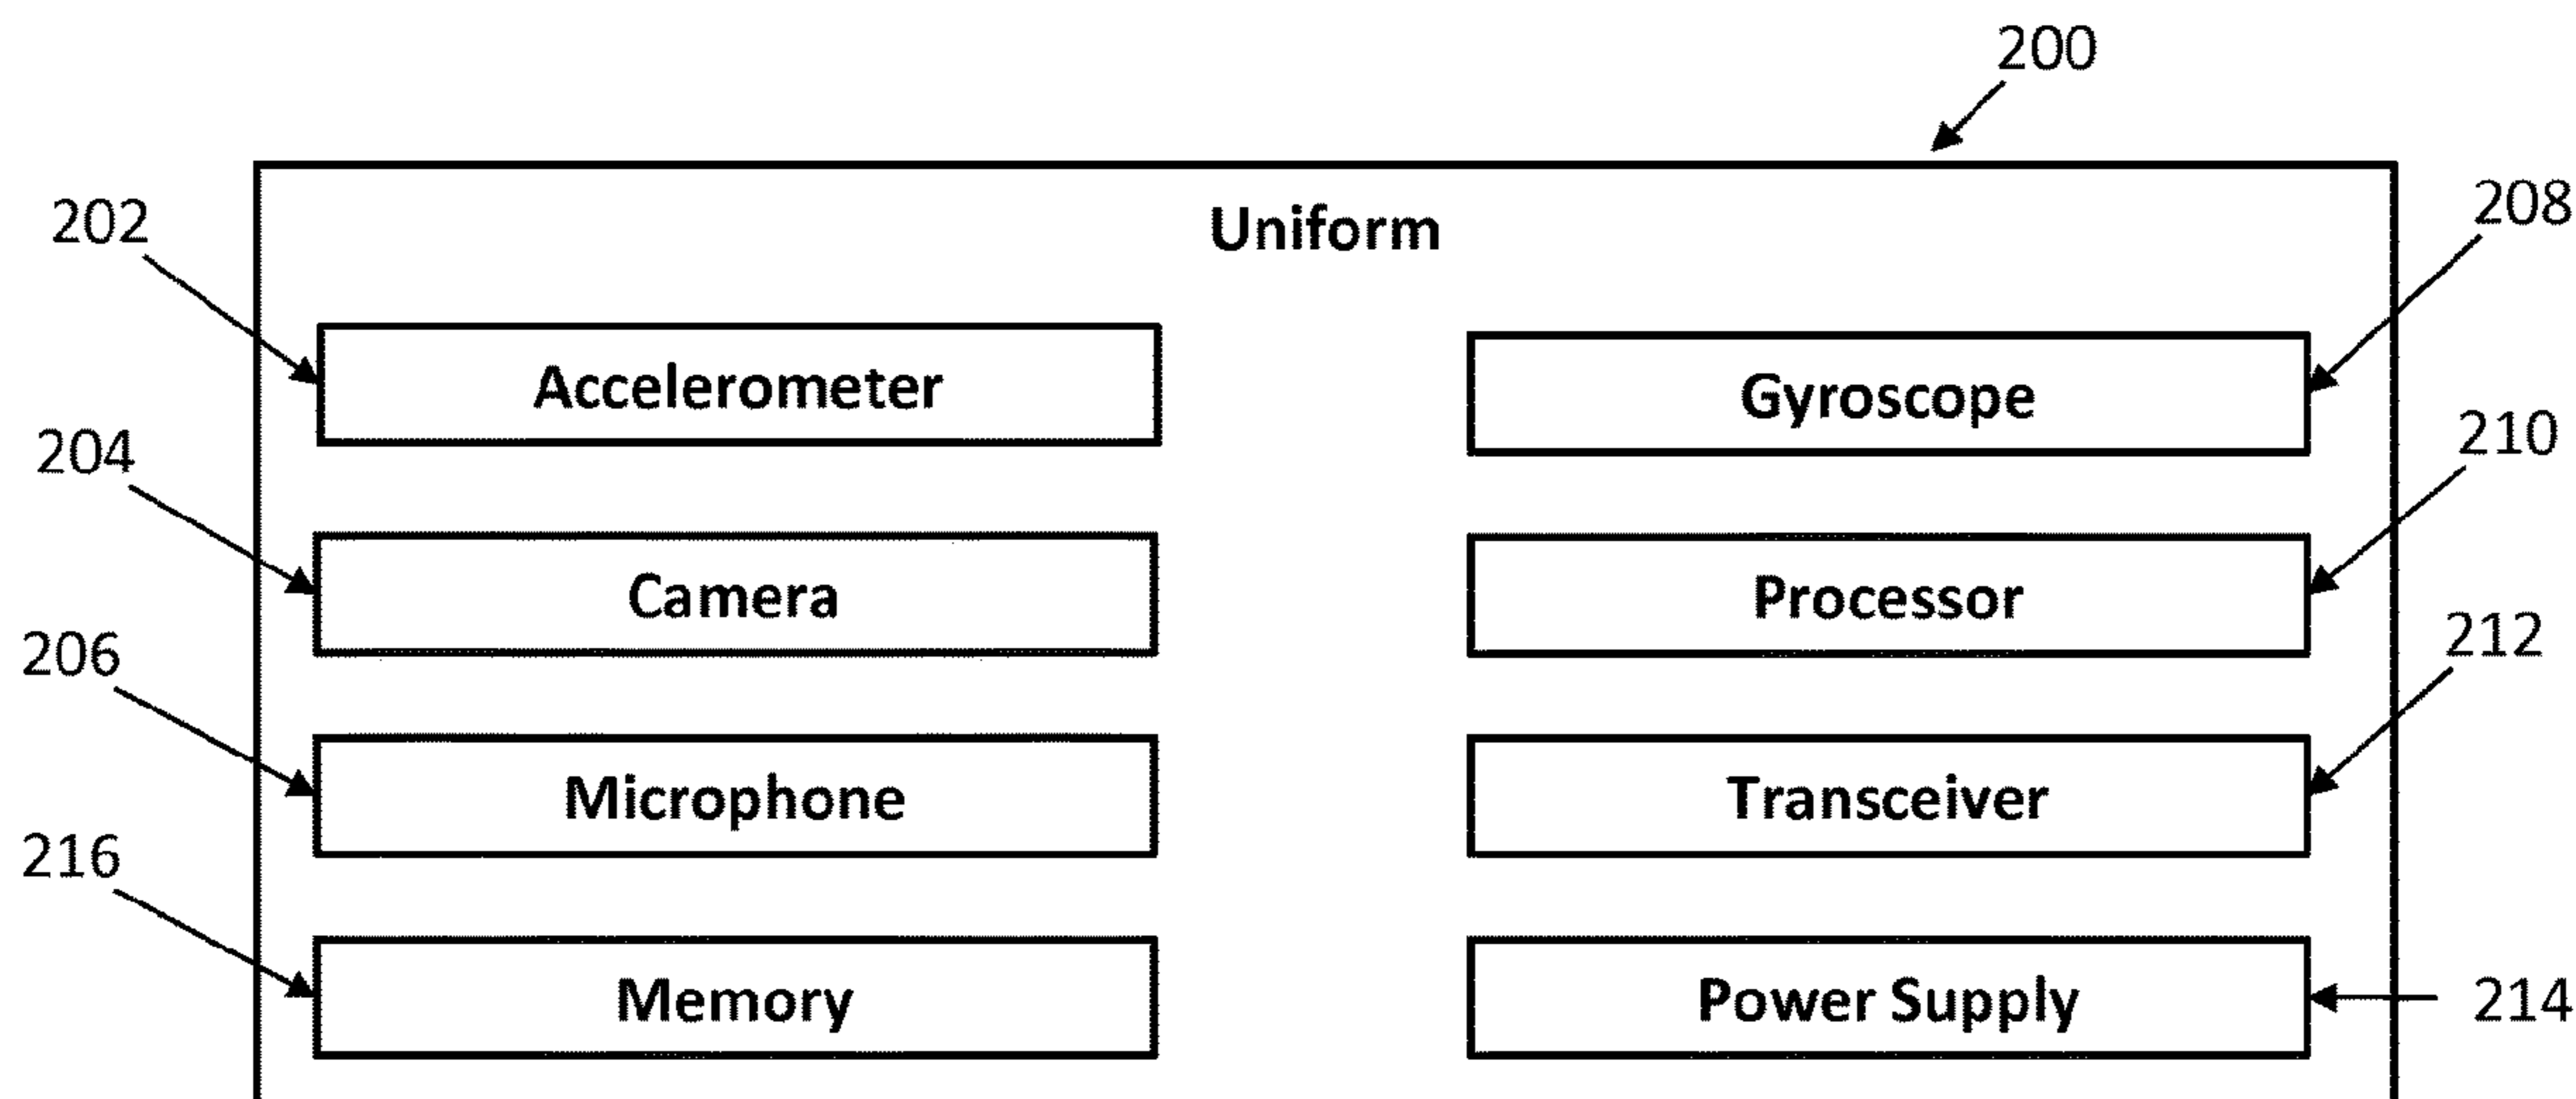 200
Uniform
202
208
Accelerometer
Gyroscope
204
210
Camera
Processor
206
212
Microphone
Transceiver
216
Memory
Power Supply
214